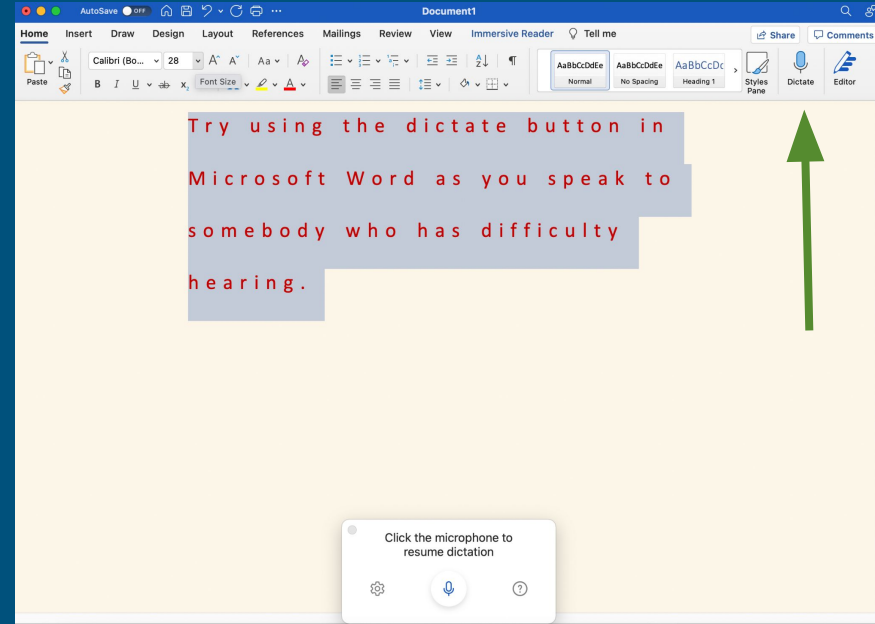 AutoSave OFF Document1
Home Insert Draw Design Layout References Mailings Review View Immersive Reader Tell me Share Comments
Paste Calibri (Bo... 28 A A Aa A AaBbCcDdEe AaBbCcDdEe AaBbCcDc Styles Pane Dictate Editor
B I U ab x Font Size A Normal No Spacing Heading 1
Try using the dictate button in
Microsoft Word as you speak to
somebody who has difficulty
hearing.
Click the microphone to
resume dictation